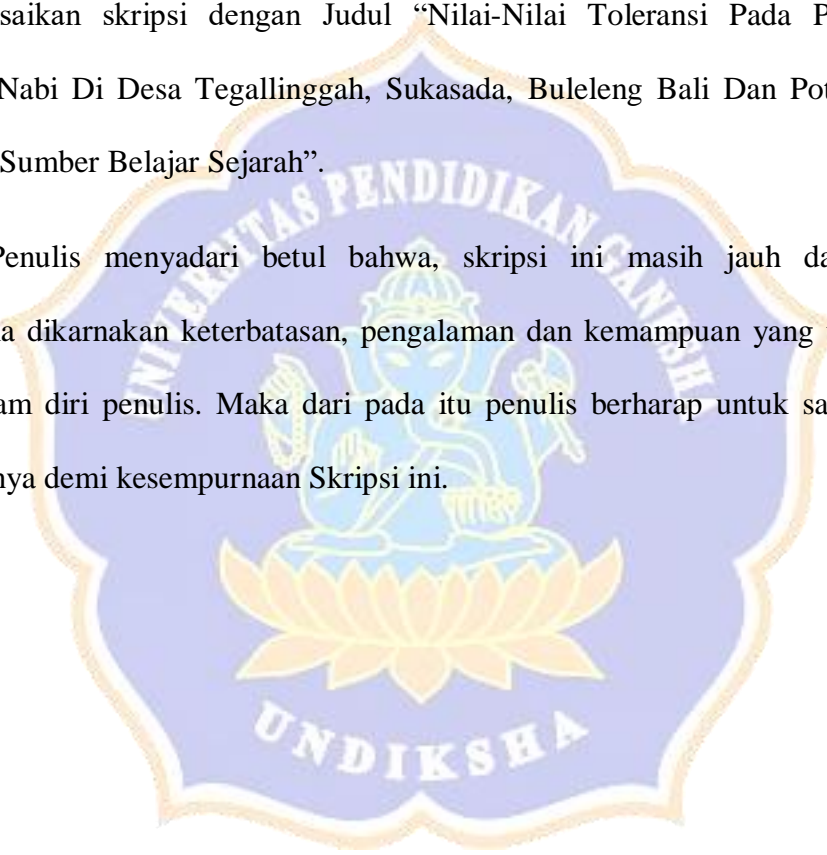 saikan skripsi dengan Judul “Nilai-Nilai Toleransi Pada P
Nabi Di Desa Tegallinggah, Sukasada, Buleleng Bali Dan Pot
Sumber Belajar Sejarah”.
UNIVERSITAS PENDIDIKAN GANESHA
Penulis menyadari betul bahwa, skripsi ini masih jauh da
a dikarnakan keterbatasan, pengalaman dan kemampuan yang
am diri penulis. Maka dari pada itu penulis berharap untuk sa
nya demi kesempurnaan Skripsi ini.
UNDIKSHA